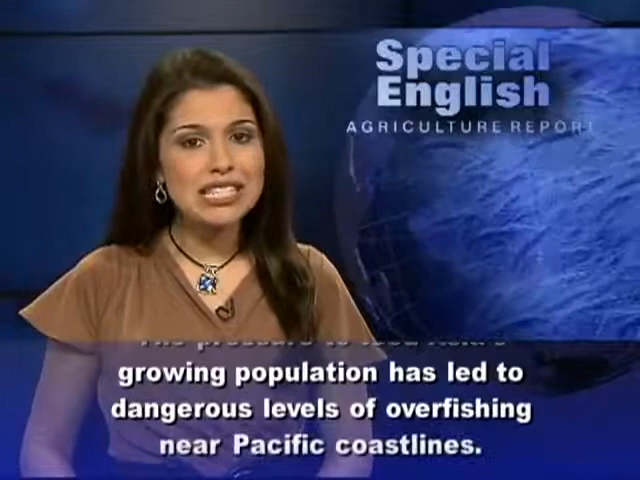 Special
English
AGRICULTURE REPORT
growing population has led to
dangerous levels of overfishing
near Pacific coastlines.